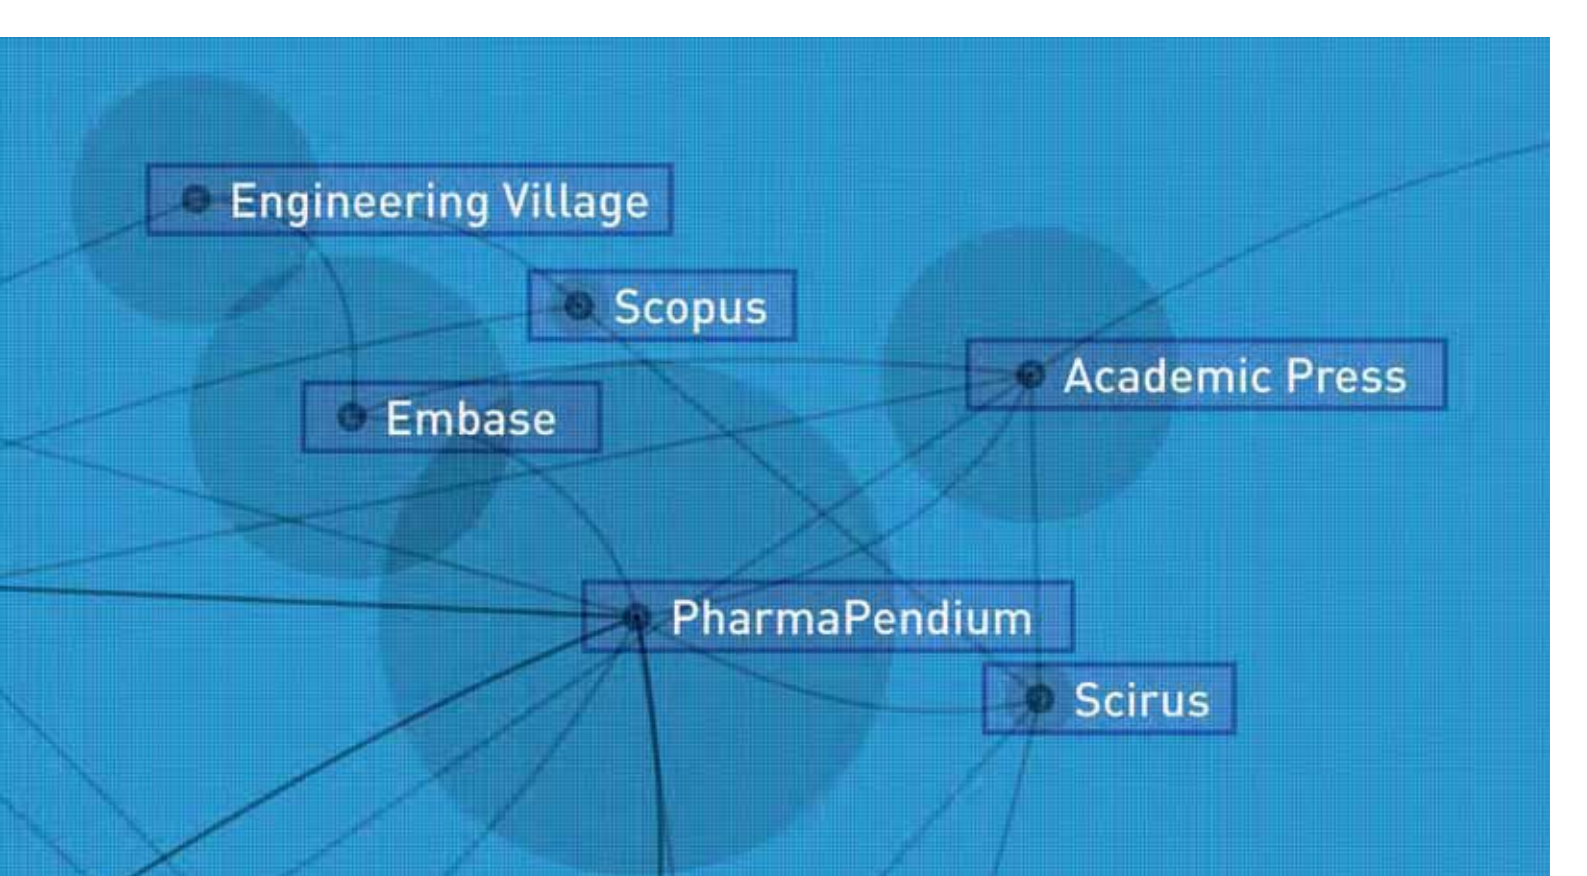 Engineering Village
Scopus
Academic Press
Embase
PharmaPendium
Scirus